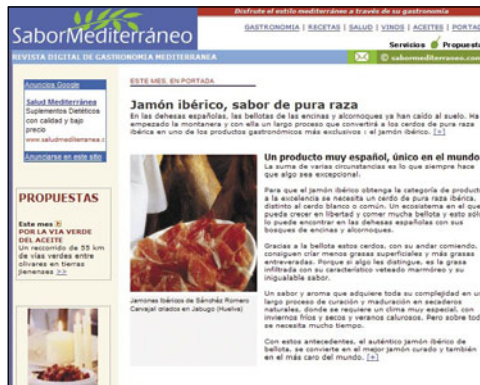 Disfrute el estilo mediterráneo a través de su gastronomía
SaborMediterráneo
GASTRONOMIA | RECETAS | SALUD | VINOS | ACEITES |
Servicios
REVISTA DIGITAL DE GASTRONOMIA MEDITERRANEA
© sabormediterraneo.com
Anuncios Google
Salud Mediterránea
Suplementos Dietéticos
con calidad y bajo
precio
www.saludmediterranea.c
Anunciarse en este sitio
PROPUESTAS
Este mes
POR LA VIA VERDE
DEL ACEITE
Un recorrido de 55 km
de vías verdes entre
olivares en tierras
jienenses >>
ESTE MES, EN PORTADA
Jamón ibérico, sabor de pura raza
En las dehesas españolas, las bellotas de las encinas y alcornoques ya han caído al suelo. Ha
empezado la montanera y con ella un largo proceso que convertirá a los cerdos de pura raza
ibérica en uno de los productos gastronómicos más exclusivos : el jamón ibérico. [+]
Jamones Ibéricos de Sánchéz Romero
Carvajal criados en Jabugo (Huelva)
Un producto muy español, único en el mundo
La suma de varias circunstancias es lo que siempre hace
que algo sea excepcional.
Para que el jamón ibérico obtenga la categoría de producto
a la excelencia se necesita un cerdo de pura raza ibérica,
distinto al cerdo blanco o común. Un ecosistema en el que
pueda crecer en libertad y comer mucha bellota y esto sólo
lo puede encontrar en las dehesas españolas con sus
bosques de encinas y alcornoques.
Gracias a la bellota estos cerdos, con su andar comiendo,
consiguen criar menos grasas superficiales y más grasas
entreveradas. Porque si algo les distingue, es la grasa
infiltrada con su característico veteado marmóreo y su
inigualable sabor.
Un sabor y aroma que adquiere toda su complejidad en un
largo proceso de curación y maduración en secaderos
naturales, donde se requiere un clima muy especial, con
inviernos fríos y secos y veranos calurosos. Pero sobre tod
se necesita mucho tiempo.
Con estos antecedentes, el auténtico jamón ibérico de
bellota, se convierte en el mejor jamón curado y también
en el más caro del mundo. [+]